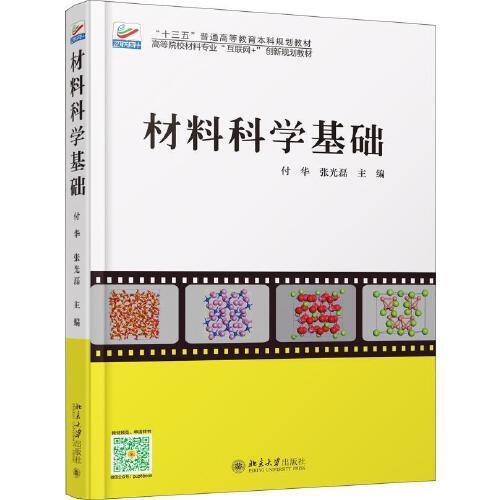 "十三五"普通高等教育本科规划教材
高等院校材料专业"互联网+"创新规划教材
材料科学基础
付 华 张光磊 主 编
材料科学基础
付 华 张光磊 主 编
北京大学出版社
北京大学出版社